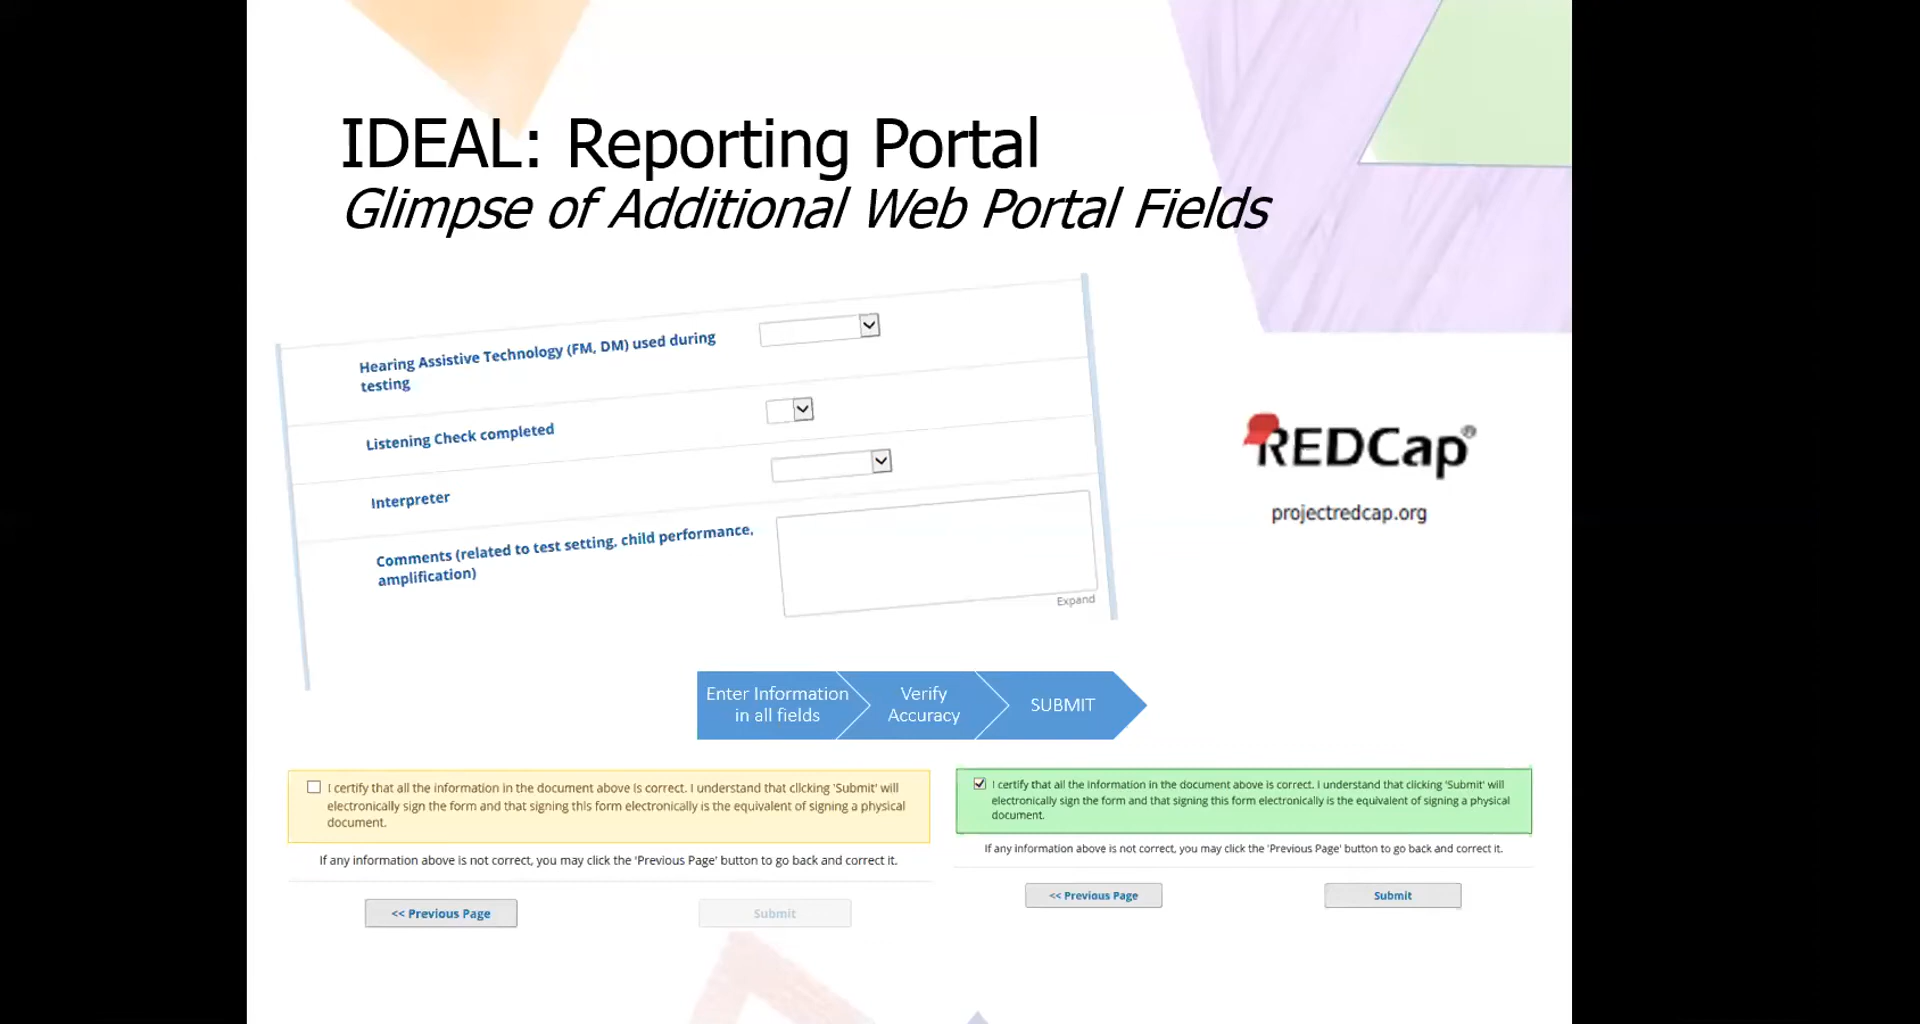 IDEAL: Reporting Portal
Glimpse of Additional Web Portal Fields
Hearing Assistive Technology (FM, DM) used during
testing
Listening Check completed
Interpreter
Comments (related to test setting, child performance,
amplification)
Expand
REDCap®
projectredcap.org
Enter Information
in all fields
Verify
Accuracy
SUBMIT
I certify that all the information in the document above is correct. I understand that clicking 'Submit' will
electronically sign the form and that signing this form electronically is the equivalent of signing a physical
document.
If any information above is not correct, you may click the 'Previous Page' button to go back and correct it.
<< Previous Page
Submit
I certify that all the information in the document above is correct. I understand that clicking 'Submit' will
electronically sign the form and that signing this form electronically is the equivalent of signing a physical
document.
If any information above is not correct, you may click the 'Previous Page' button to go back and correct it.
<< Previous Page
Submit